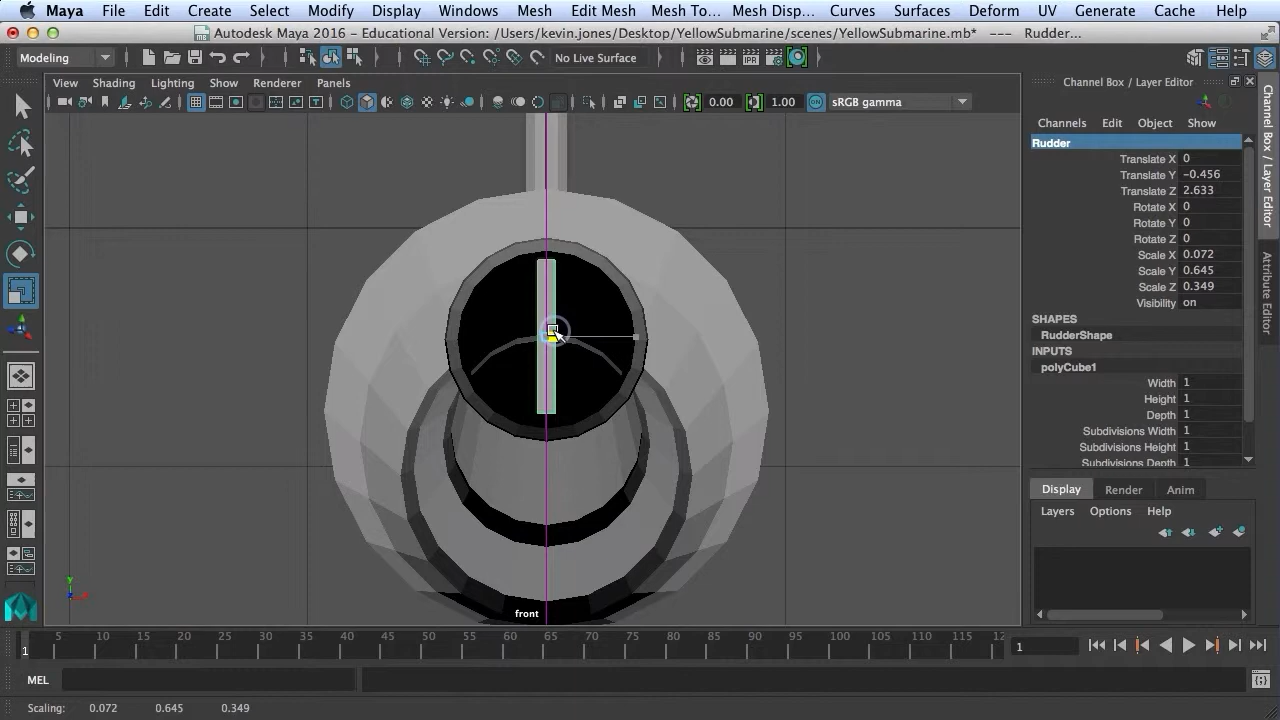 Maya File Edit Create Select Modify Display Windows Mesh Edit Mesh Mesh To... Mesh Disp... Curves Surfaces Deform UV Generate Cache Help
Autodesk Maya 2016 - Educational Version: /Users/kevin.jones/Desktop/YellowSubmarine/scenes/YellowSubmarine.mb* --- Rudder...
Modeling No Live Surface IPR
View Shading Lighting Show Renderer Panels
0.00 1.00 ON sRGB gamma
front
Channel Box / Layer Editor
Channels Edit Object Show
Rudder
Translate X 0
Translate Y -0.456
Translate Z 2.633
Rotate X 0
Rotate Y 0
Rotate Z 0
Scale X 0.072
Scale Y 0.645
Scale Z 0.349
Visibility on
SHAPES
RudderShape
INPUTS
polyCube1
Width 1
Height 1
Depth 1
Subdivisions Width 1
Subdivisions Height 1
Subdivisions Depth 1
Display Render Anim
Layers Options Help
Channel Box / Layer Editor
Attribute Editor
5 10 15 20 25 30 35 40 45 50 55 60 65 70 75 80 85 90 95 100 105 110 115 12
1
1
MEL
Scaling: 0.072 0.645 0.349